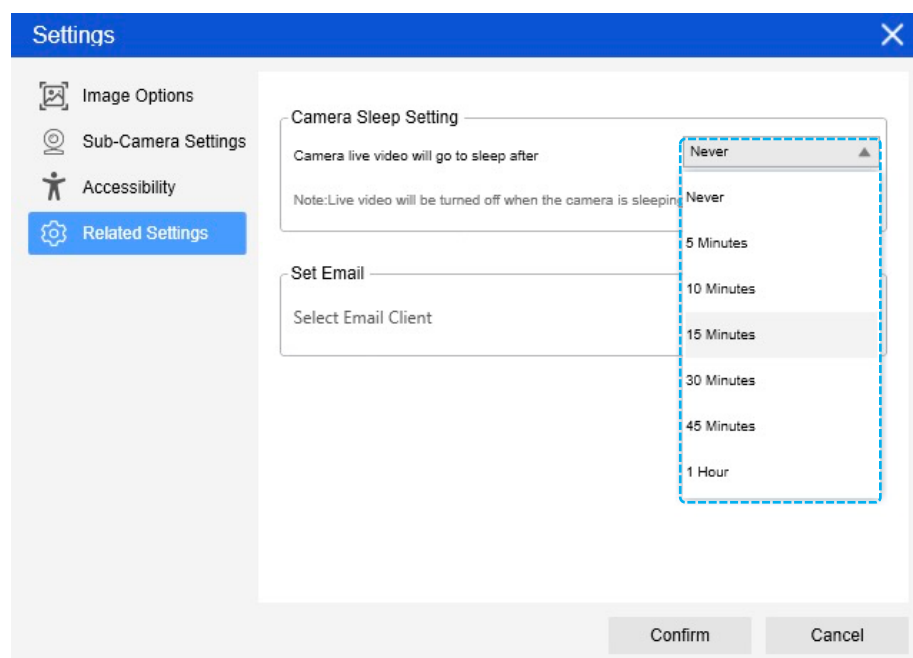 Settings
Image Options
Sub-Camera Settings
Accessibility
Related Settings
Camera Sleep Setting
Camera live video will go to sleep after
Never
Note:Live video will be turned off when the camera is sleeping
Never
5 Minutes
10 Minutes
15 Minutes
30 Minutes
45 Minutes
1 Hour
Set Email
Select Email Client
Confirm
Cancel